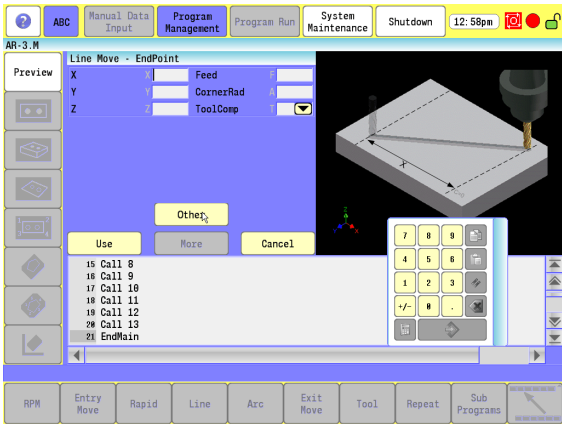 ? ABC Manual Data Input Program Management Program Run System Maintenance Shutdown 12:58pm
AR-3.M
Preview
Line Move - EndPoint
X X Feed F
Y Y CornerRad A
Z Z ToolComp T
Other
Use More Cancel
X
Z
Y X
7 8 9
4 5 6
1 2 3
+/- 0 .
15 Call 8
16 Call 9
17 Call 10
18 Call 11
19 Call 12
20 Call 13
21 EndMain
RPM Entry Move Rapid Line Arc Exit Move Tool Repeat Sub Programs